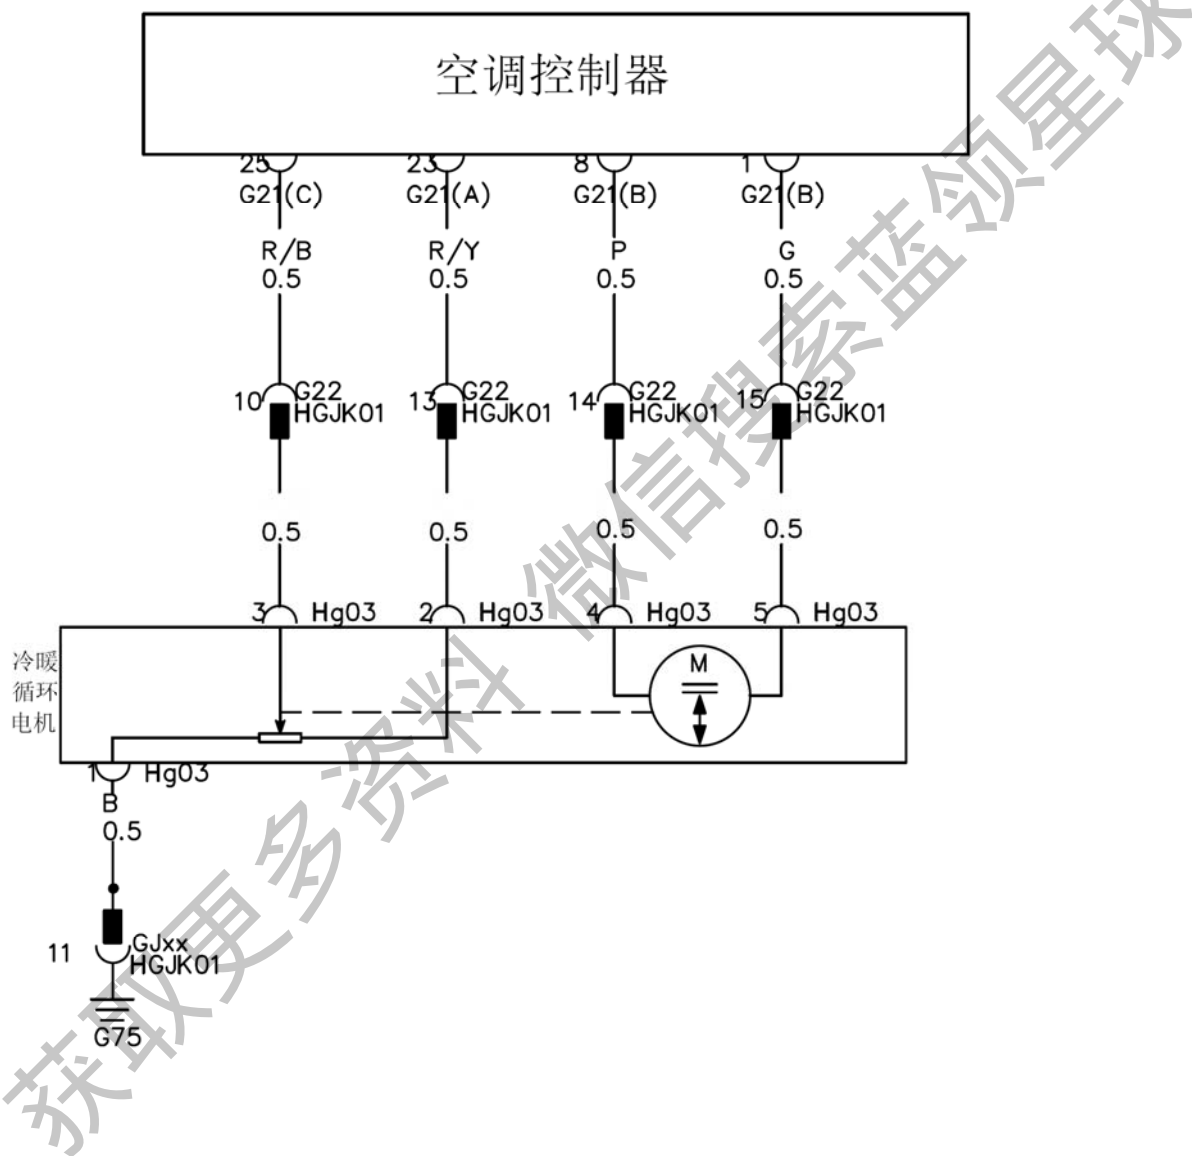 空调控制器
25 23 8 1
G21(C) G21(A) G21(B) G21(B)
R/B R/Y P G
0.5 0.5 0.5 0.5
10 G22 13 G22 14 G22 15 G22
HGJK01 HGJK01 HGJK01 HGJK01
0.5 0.5 0.5 0.5
3 Hg03 2 Hg03 4 Hg03 5 Hg03
冷暖
循环
电机
M
1 Hg03
B
0.5
11 GJxx
HGJK01
G75
获取更多资料 微信搜索蓝领星球